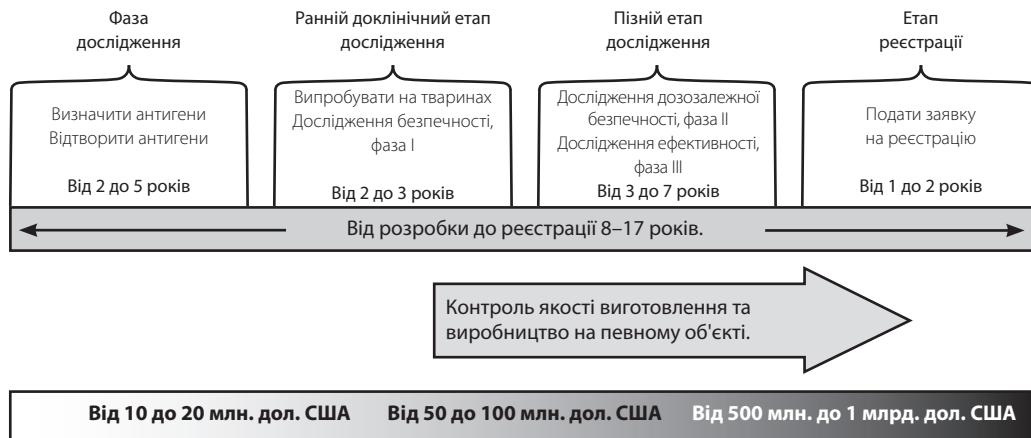 Фаза
дослідження
Ранній доклінічний етап
дослідження
Пізній етап
дослідження
Етап
реєстрації
Визначити антигени
Відтворити антигени
Від 2 до 5 років
Випробувати на тваринах
Дослідження безпечності,
фаза I
Від 2 до 3 років
Дослідження дозозалежної
безпечності, фаза II
Дослідження ефективності,
фаза III
Від 3 до 7 років
Подати заявку
на реєстрацію
Від 1 до 2 років
Від розробки до реєстрації 8–17 років.
Контроль якості виготовлення та
виробництво на певному об'єкті.
Від 10 до 20 млн. дол. США Від 50 до 100 млн. дол. США Від 500 млн. до 1 млрд. дол. США